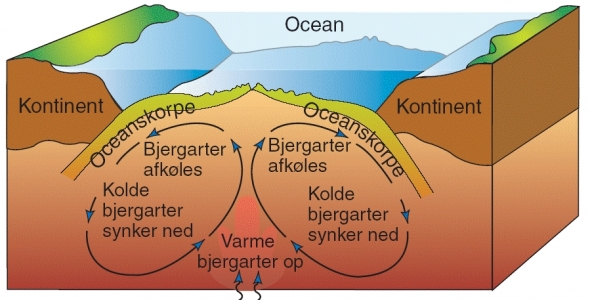 Ocean
Kontinent
Oceanskorpe
Oceanskorpe
Kontinent
Bjergarter
afkøles
Bjergarter
afkøles
Kolde
bjergarter
synker ned
Kolde
bjergarter
synker ned
Varme
bjergarter op